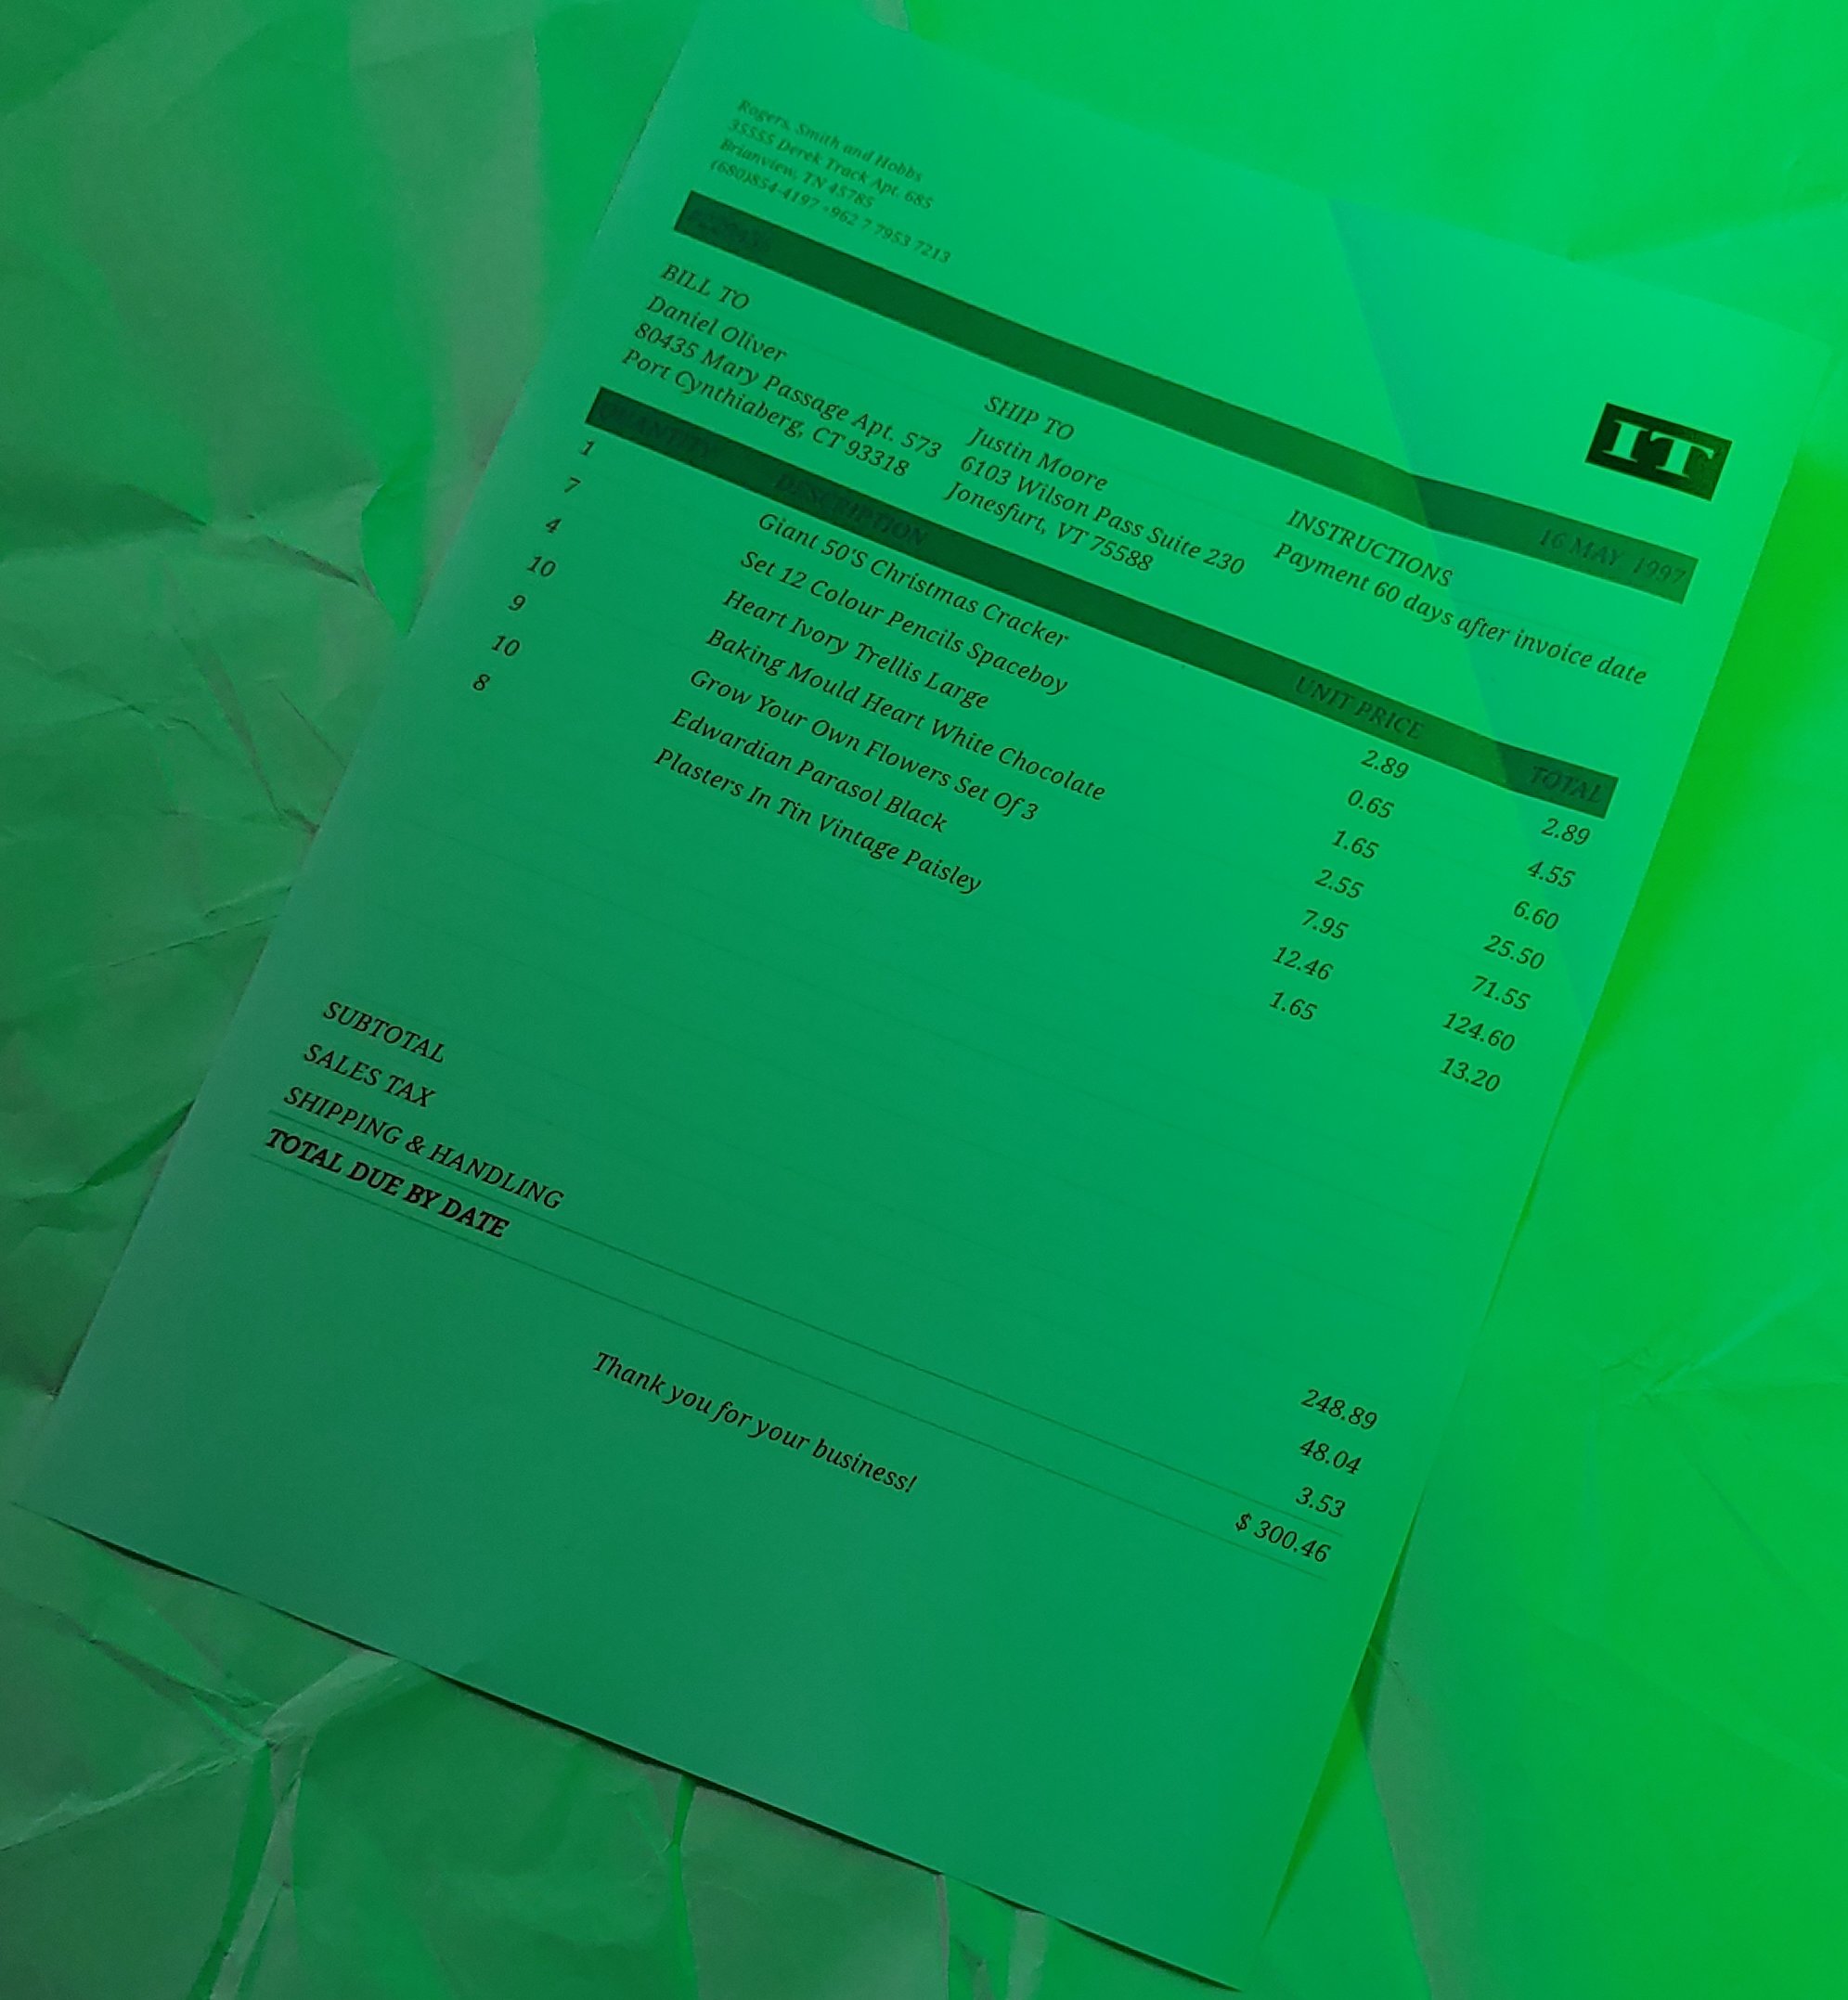 Rogers, Smith and Hobbs
35555 Derek Track Apt. 685
Brianview, TN 45785
(680)854-4197 +962 7 7953 7213
IT
16 MAY 1997
BILL TO
Daniel Oliver
80435 Mary Passage Apt. 573
Port Cynthiaberg, CT 93318
SHIP TO
Justin Moore
6103 Wilson Pass Suite 230
Jonesfurt, VT 75588
INSTRUCTIONS
Payment 60 days after invoice date
QUANTITY DESCRIPTION UNIT PRICE TOTAL
1 Giant 50'S Christmas Cracker 2.89 2.89
7 Set 12 Colour Pencils Spaceboy 0.65 4.55
4 Heart Ivory Trellis Large 1.65 6.60
10 Baking Mould Heart White Chocolate 2.55 25.50
9 Grow Your Own Flowers Set Of 3 7.95 71.55
10 Edwardian Parasol Black 12.46 124.60
8 Plasters In Tin Vintage Paisley 1.65 13.20
SUBTOTAL 248.89
SALES TAX 48.04
SHIPPING & HANDLING 3.53
TOTAL DUE BY DATE $ 300.46
Thank you for your business!